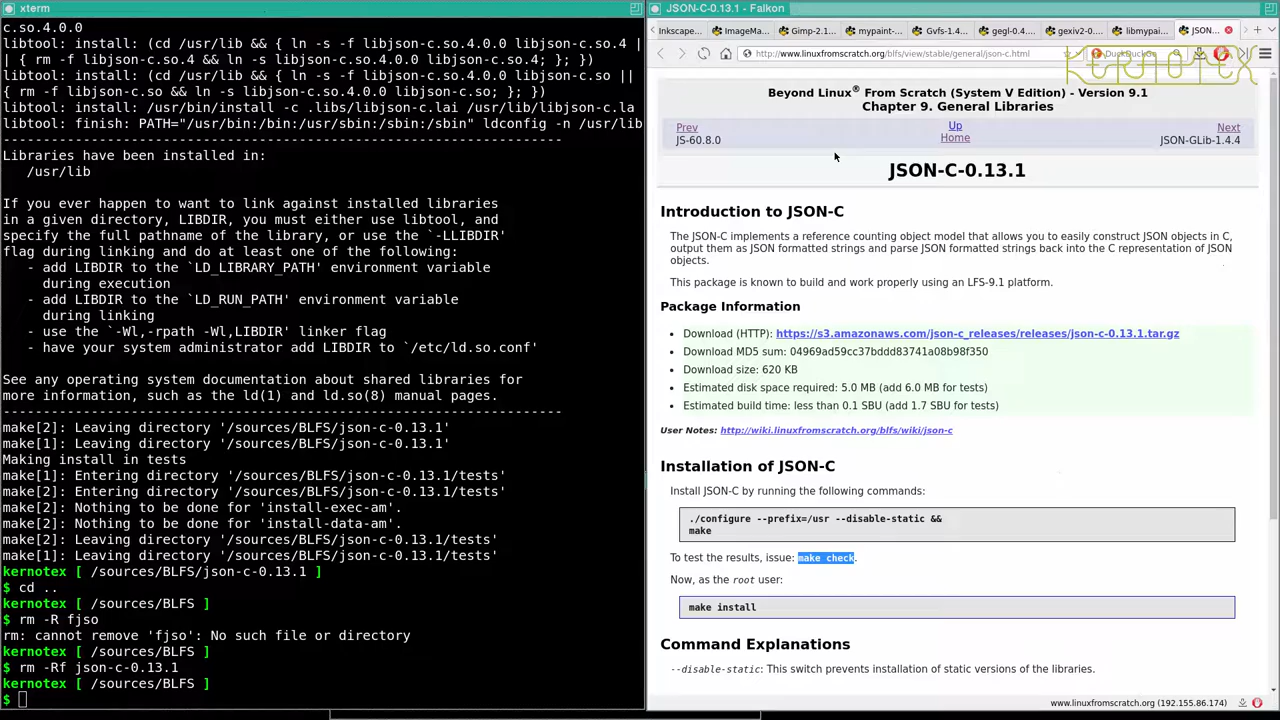 xterm
c.so.4.0.0
libtool: install: (cd /usr/lib && { ln -s -f libjson-c.so.4.0.0 libjson-c.so.4 |
| { rm -f libjson-c.so.4 && ln -s libjson-c.so.4.0.0 libjson-c.so.4; }; })
libtool: install: (cd /usr/lib && { ln -s -f libjson-c.so.4.0.0 libjson-c.so ||
{ rm -f libjson-c.so && ln -s libjson-c.so.4.0.0 libjson-c.so; }; })
libtool: install: /usr/bin/install -c .libs/libjson-c.lai /usr/lib/libjson-c.la
libtool: finish: PATH="/usr/bin:/bin:/usr/sbin:/sbin:/sbin" ldconfig -n /usr/lib
----------------------------------------------------------------------
Libraries have been installed in:
/usr/lib
If you ever happen to want to link against installed libraries
in a given directory, LIBDIR, you must either use libtool, and
specify the full pathname of the library, or use the `-LLIBDIR'
flag during linking and do at least one of the following:
- add LIBDIR to the `LD_LIBRARY_PATH' environment variable
during execution
- add LIBDIR to the `LD_RUN_PATH' environment variable
during linking
- use the `-Wl,-rpath -Wl,LIBDIR' linker flag
- have your system administrator add LIBDIR to `/etc/ld.so.conf'
See any operating system documentation about shared libraries for
more information, such as the ld(1) and ld.so(8) manual pages.
----------------------------------------------------------------------
make[2]: Leaving directory '/sources/BLFS/json-c-0.13.1'
make[1]: Leaving directory '/sources/BLFS/json-c-0.13.1'
Making install in tests
make[1]: Entering directory '/sources/BLFS/json-c-0.13.1/tests'
make[2]: Entering directory '/sources/BLFS/json-c-0.13.1/tests'
make[2]: Nothing to be done for 'install-exec-am'.
make[2]: Nothing to be done for 'install-data-am'.
make[2]: Leaving directory '/sources/BLFS/json-c-0.13.1/tests'
make[1]: Leaving directory '/sources/BLFS/json-c-0.13.1/tests'
kernotex [ /sources/BLFS/json-c-0.13.1 ]
$ cd ..
kernotex [ /sources/BLFS ]
$ rm -R fjso
rm: cannot remove 'fjso': No such file or directory
kernotex [ /sources/BLFS ]
$ rm -Rf json-c-0.13.1
kernotex [ /sources/BLFS ]
$
JSON-C-0.13.1 - Falkon
Inkscape... ImageMa... Gimp-2.1... mypaint-... Gvfs-1.4... gegl-0.4... gexiv2-0... libmypai... JSON...
http://www.linuxfromscratch.org/blfs/view/stable/general/json-c.html DuckDuckGo
KERNOTEX
Beyond Linux® From Scratch (System V Edition) - Version 9.1
Chapter 9. General Libraries
Prev Up Next
JS-60.8.0 Home JSON-GLib-1.4.4
JSON-C-0.13.1
Introduction to JSON-C
The JSON-C implements a reference counting object model that allows you to easily construct JSON objects in C,
output them as JSON formatted strings and parse JSON formatted strings back into the C representation of JSON
objects.
This package is known to build and work properly using an LFS-9.1 platform.
Package Information
• Download (HTTP): https://s3.amazonaws.com/json-c_releases/releases/json-c-0.13.1.tar.gz
• Download MD5 sum: 04969ad59cc37bddd83741a08b98f350
• Download size: 620 KB
• Estimated disk space required: 5.0 MB (add 6.0 MB for tests)
• Estimated build time: less than 0.1 SBU (add 1.7 SBU for tests)
User Notes: http://wiki.linuxfromscratch.org/blfs/wiki/json-c
Installation of JSON-C
Install JSON-C by running the following commands:
./configure --prefix=/usr --disable-static &&
make
To test the results, issue: make check.
Now, as the root user:
make install
Command Explanations
--disable-static: This switch prevents installation of static versions of the libraries.
www.linuxfromscratch.org (192.155.86.174)